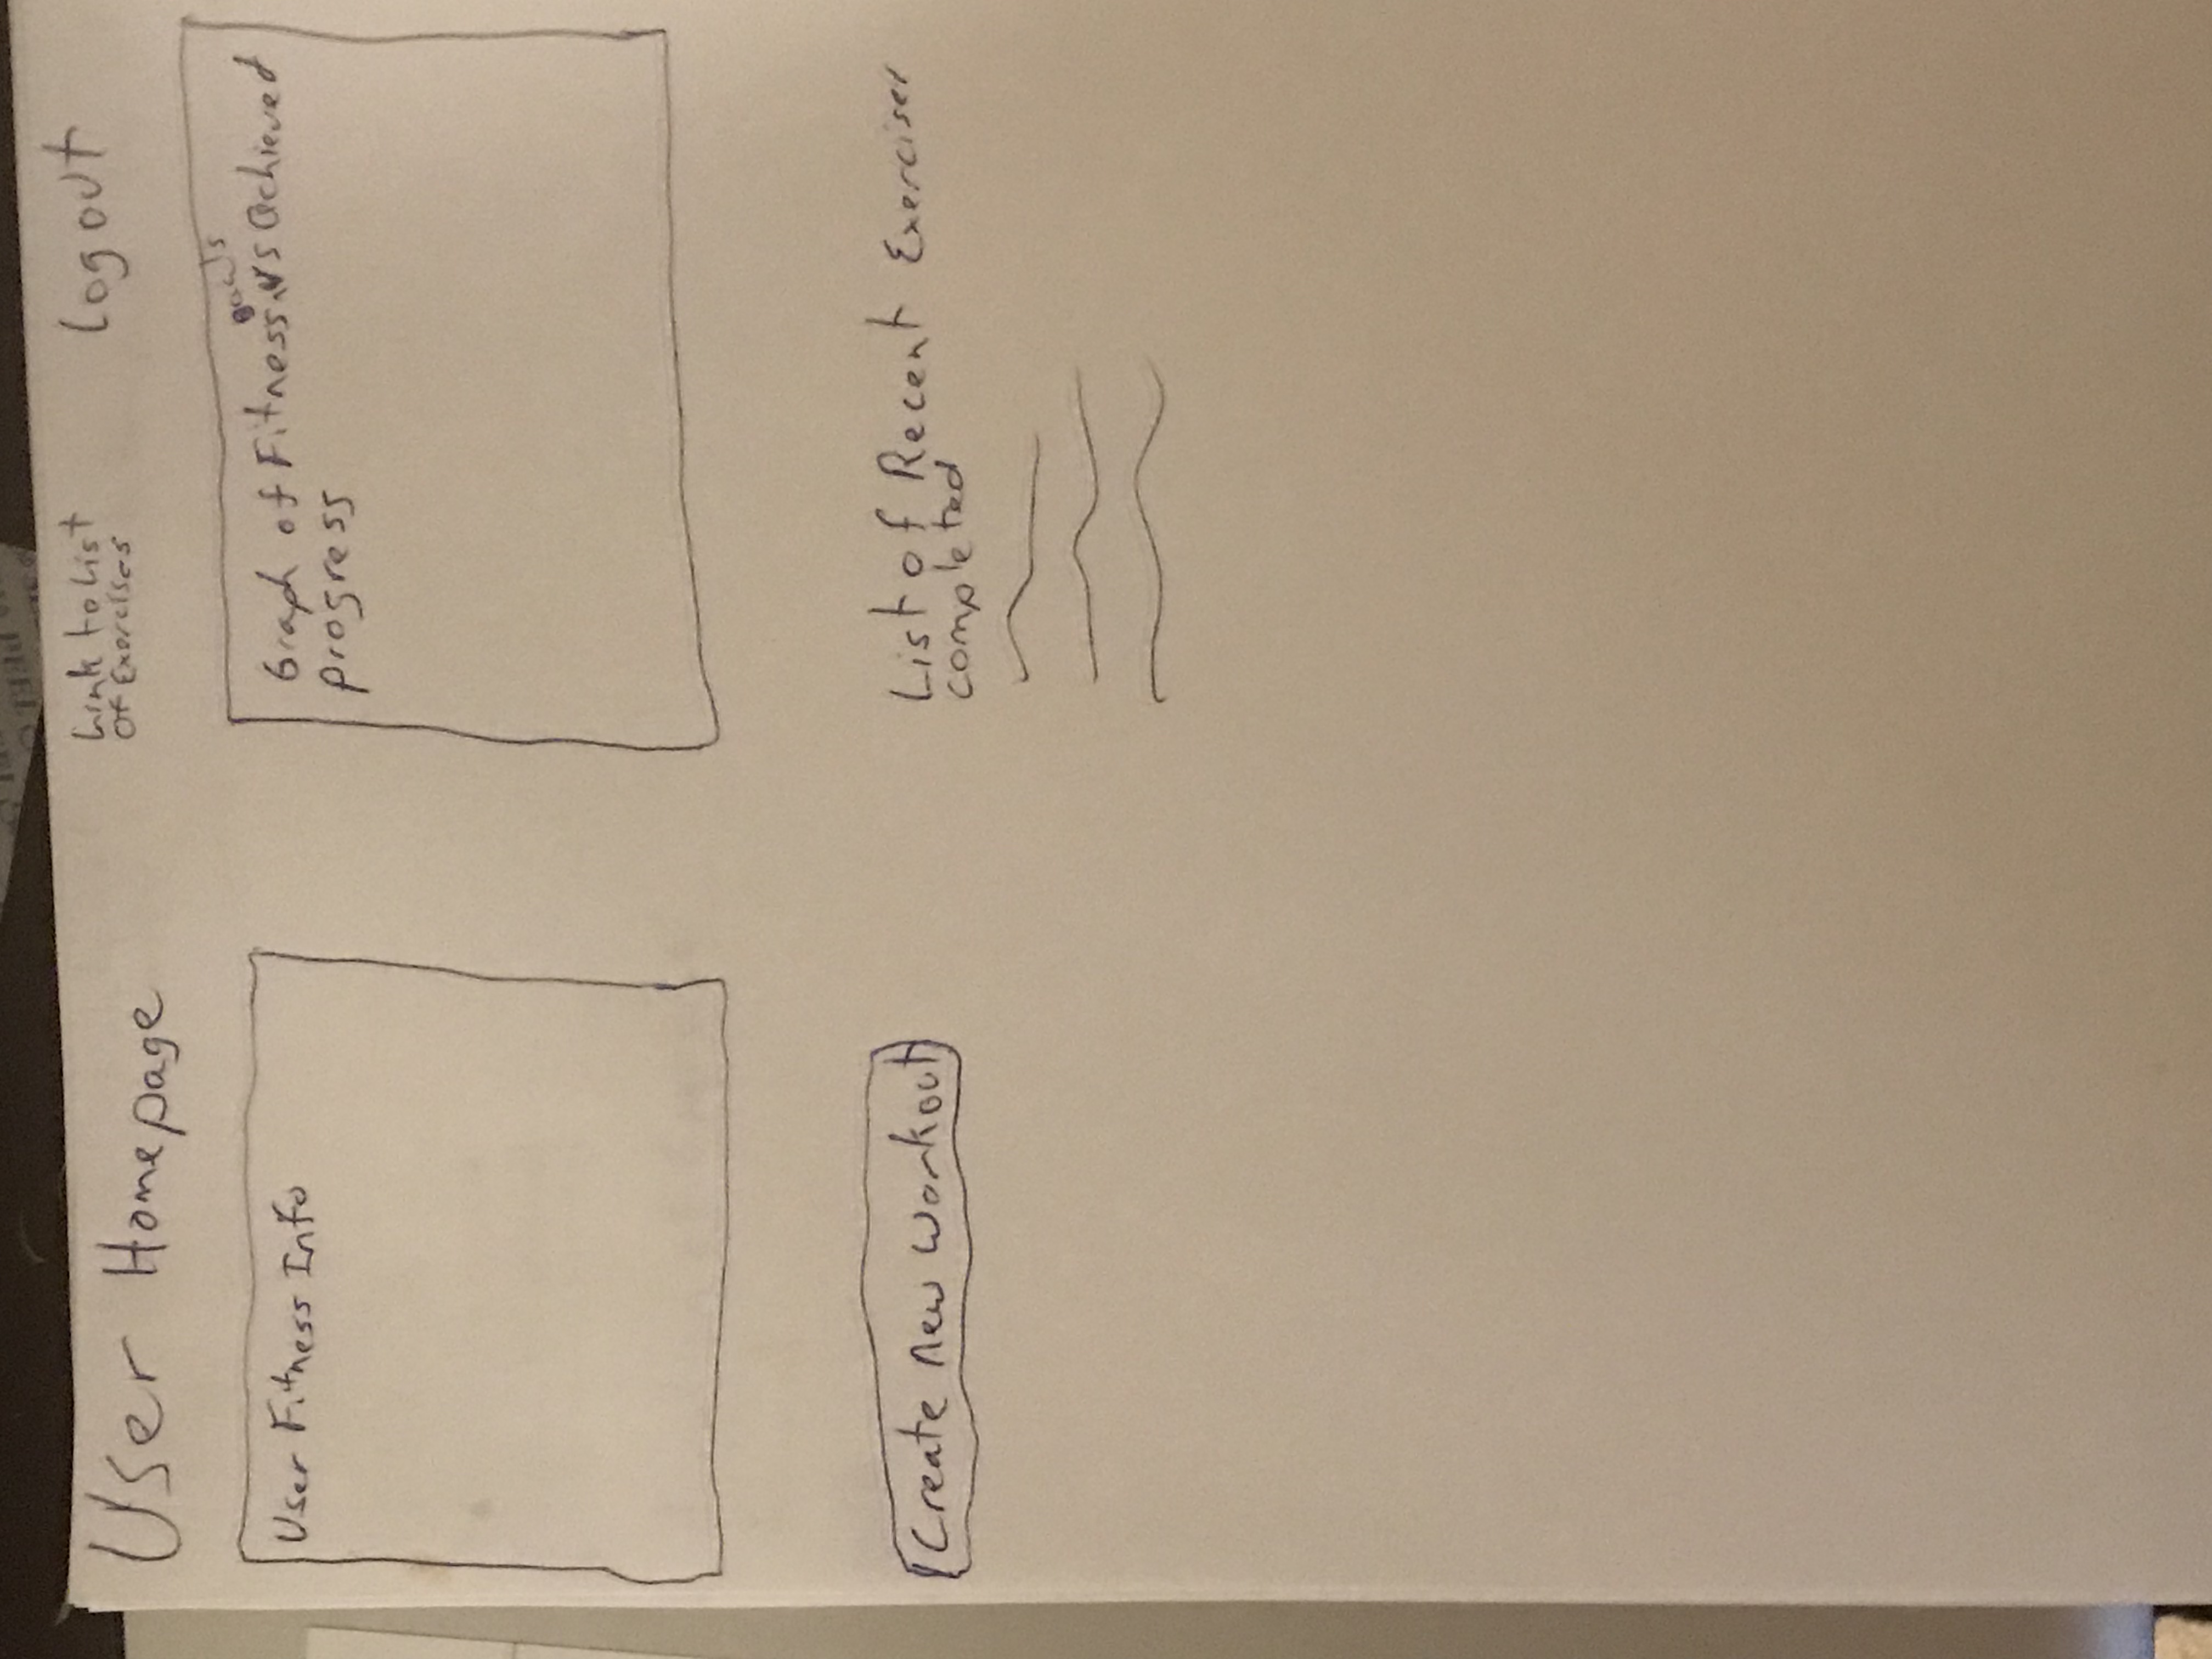 User Homepage
Link to List
of Exercises
Logout
User Fitness Info
goals
Graph of Fitness vs Achieved
progress
Create New Workout
List of Recent Exercises
completed